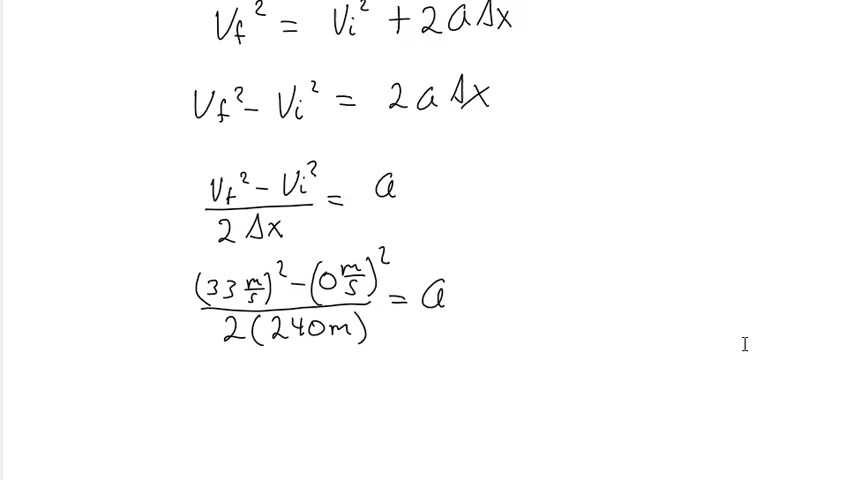 Vf² = Vi² + 2aΔx
Vf² - Vi² = 2aΔx
(Vf² - Vi²)/(2Δx) = a
((33 m/s)² - (0 m/s)²)/(2(240m)) = a